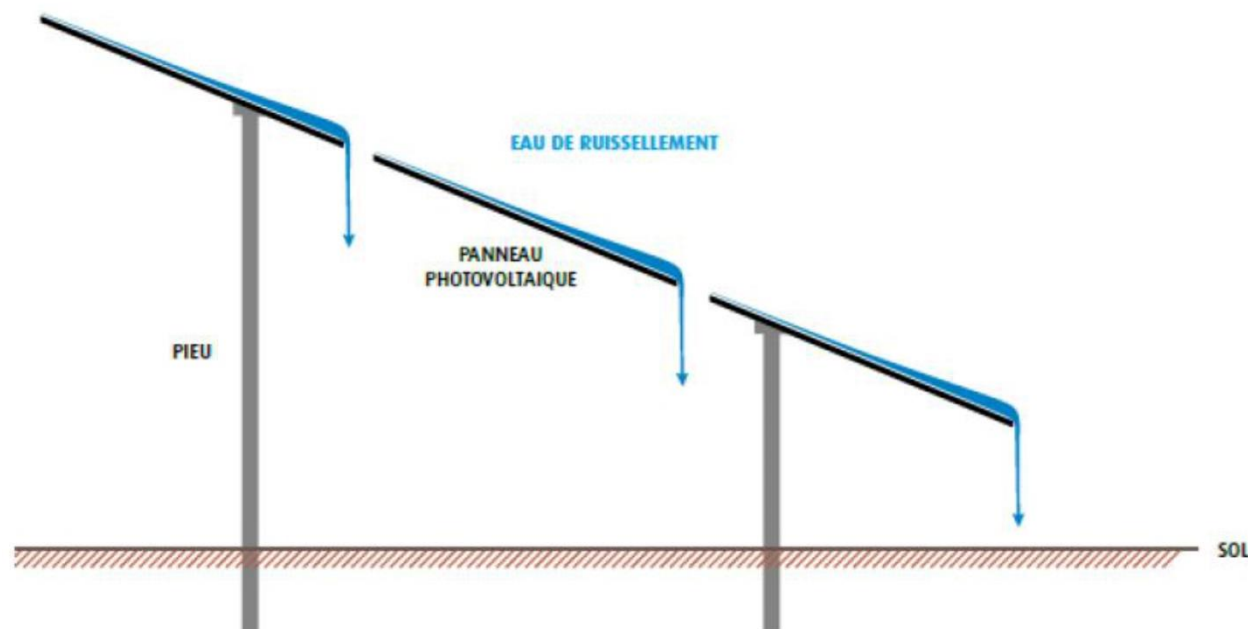 EAU DE RUISSELLEMENT
PANNEAU
PHOTOVOLTAIQUE
PIEU
SOL